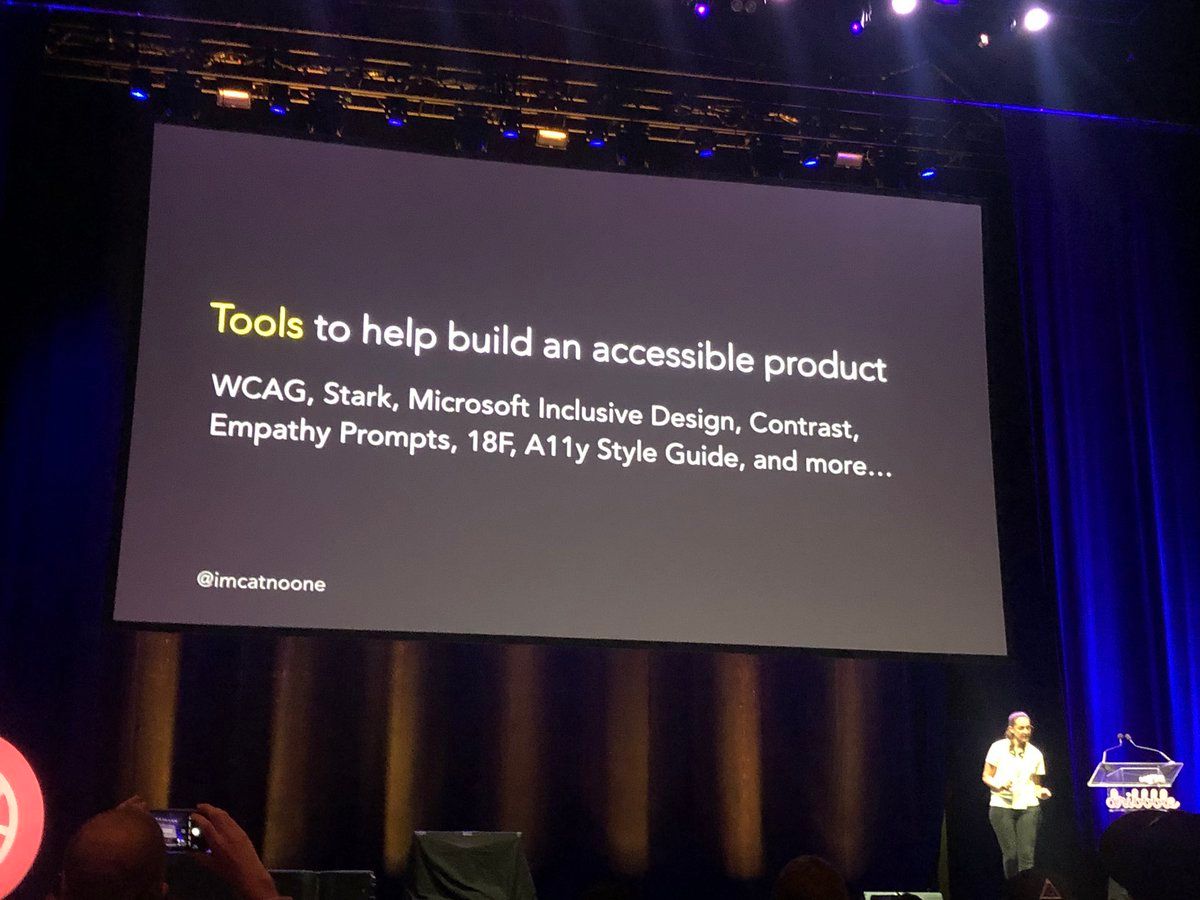 Tools to help build an accessible product
WCAG, Stark, Microsoft Inclusive Design, Contrast,
Empathy Prompts, 18F, A11y Style Guide, and more...
@imcatnoone
dribbble